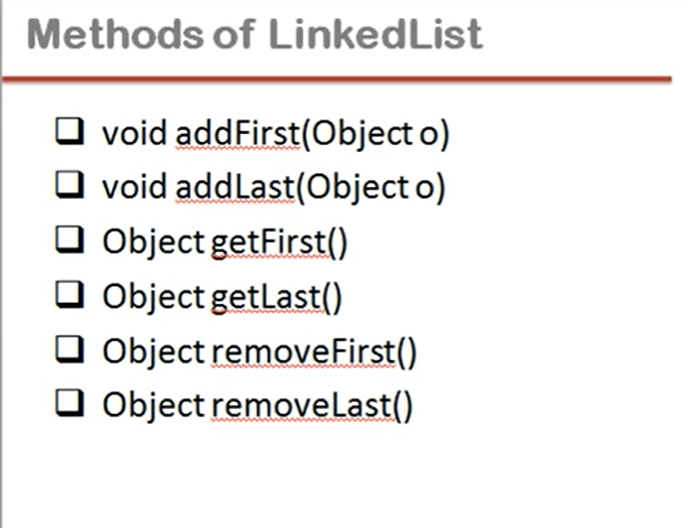 Methods of LinkedList
void addFirst(Object o)
void addLast(Object o)
Object getFirst()
Object getLast()
Object removeFirst()
Object removeLast()